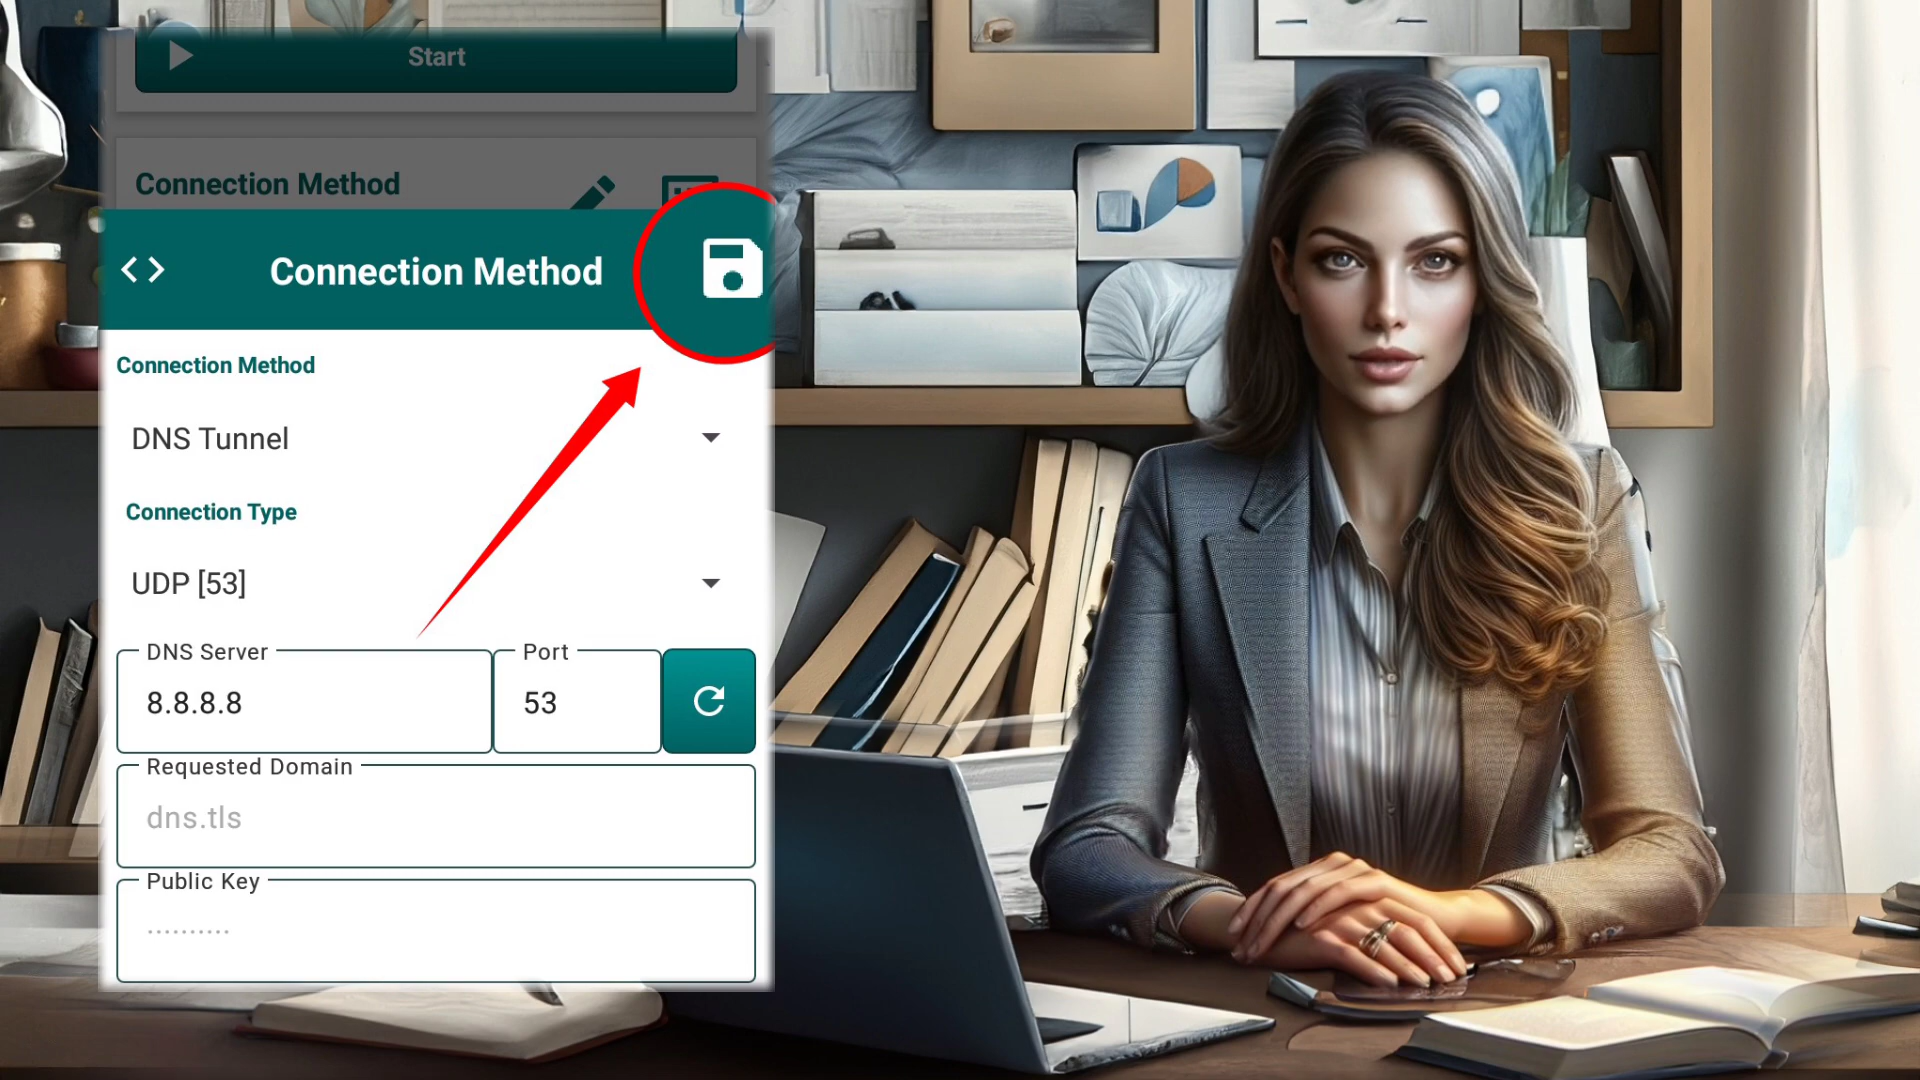 Start
Connection Method
Connection Method
Connection Method
DNS Tunnel
Connection Type
UDP [53]
DNS Server
Port
8.8.8.8
53
Requested Domain
dns.tls
Public Key
..........